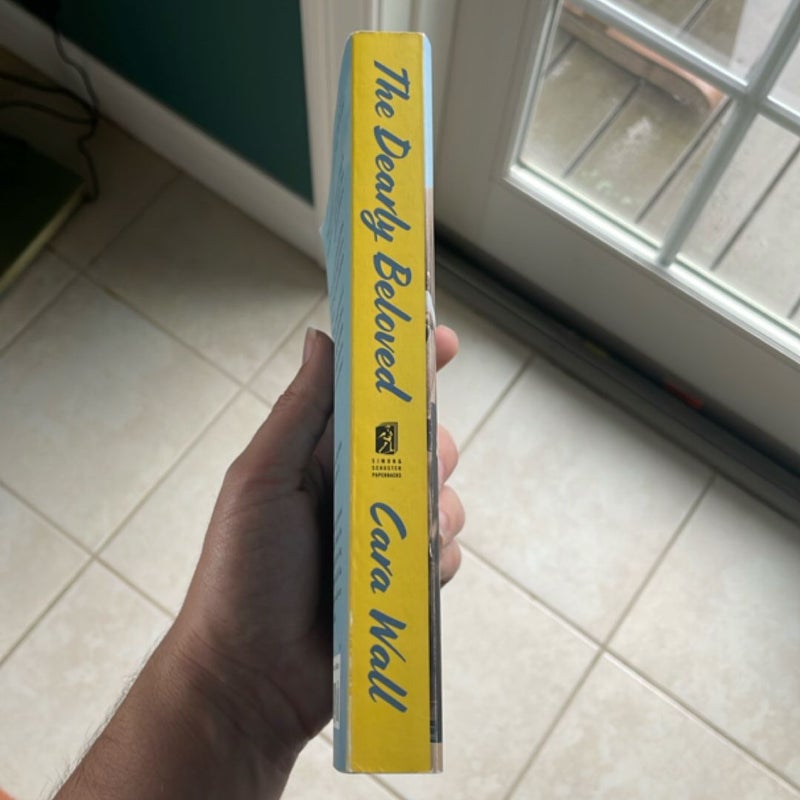 The Dearly Beloved
SIMON &
SCHUSTER
PAPERBACKS
Cara Wall